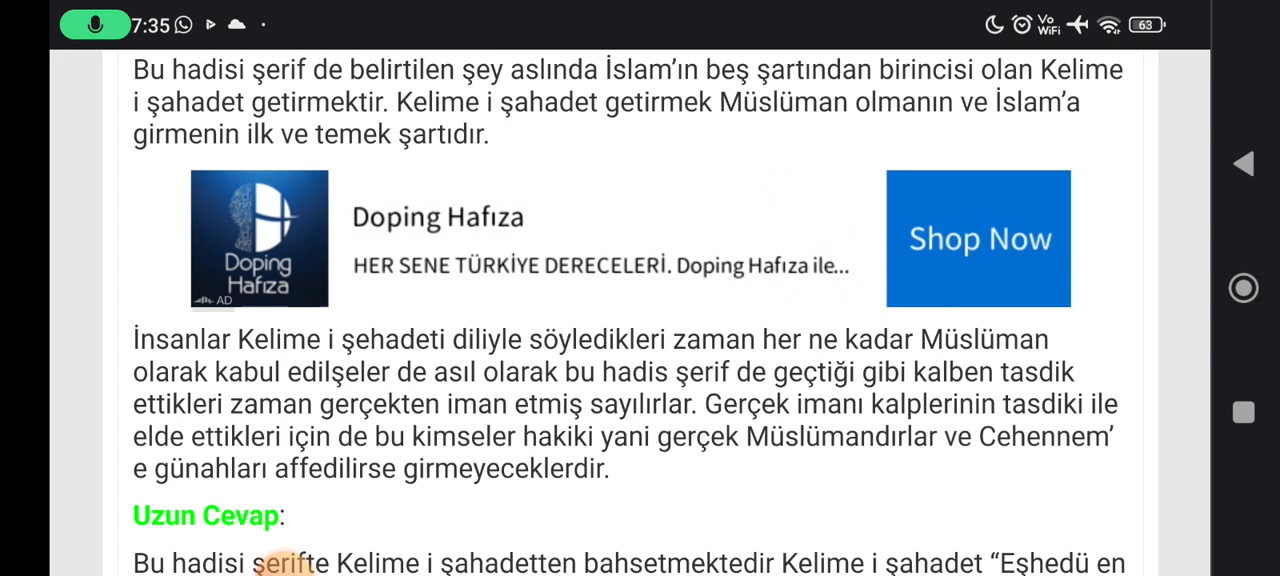 7:35
Vo
WiFi
63
Bu hadisi şerif de belirtilen şey aslında İslam’ın beş şartından birincisi olan Kelime
i şahadet getirmektir. Kelime i şahadet getirmek Müslüman olmanın ve İslam’a
girmenin ilk ve temek şartıdır.
Doping
Hafıza
AD
Doping Hafıza
HER SENE TÜRKİYE DERECELERİ. Doping Hafıza ile...
Shop Now
İnsanlar Kelime i şehadeti diliyle söyledikleri zaman her ne kadar Müslüman
olarak kabul edilşeler de asıl olarak bu hadis şerif de geçtiği gibi kalben tasdik
ettikleri zaman gerçekten iman etmiş sayılırlar. Gerçek imanı kalplerinin tasdiki ile
elde ettikleri için de bu kimseler hakiki yani gerçek Müslümandırlar ve Cehennem’
e günahları affedilirse girmeyeceklerdir.
Uzun Cevap:
Bu hadisi şerifte Kelime i şahadetten bahsetmektedir Kelime i şahadet “Eşhedü en